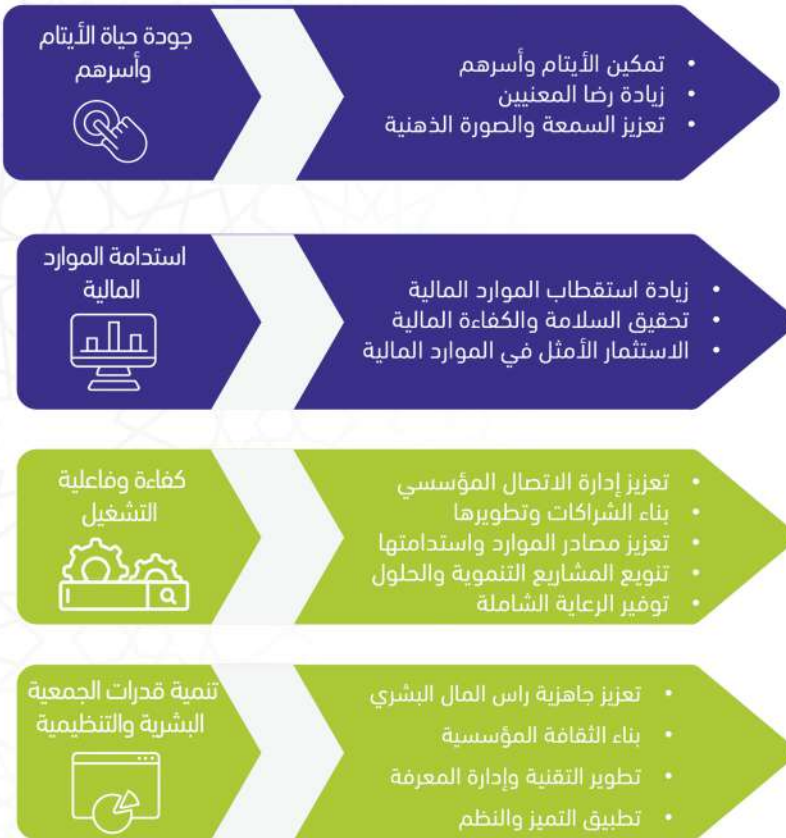 جودة حياة الأيتام
وأسرهم
• تمكين الأيتام وأسرهم
• زيادة رضا المعنيين
• تعزيز السمعة والصورة الذهنية
استدامة الموارد
المالية
• زيادة استقطاب الموارد المالية
• تحقيق السلامة والكفاءة المالية
• الاستثمار الأمثل في الموارد المالية
كفاءة وفاعلية
التشغيل
• تعزيز إدارة الاتصال المؤسسي
• بناء الشراكات وتطويرها
• تعزيز مصادر الموارد واستدامتها
• تنويع المشاريع التنموية والحلول
• توفير الرعاية الشاملة
تنمية قدرات الجمعية
البشرية والتنظيمية
• تعزيز جاهزية راس المال البشري
• بناء الثقافة المؤسسية
• تطوير التقنية وإدارة المعرفة
• تطبيق التميز والنظم